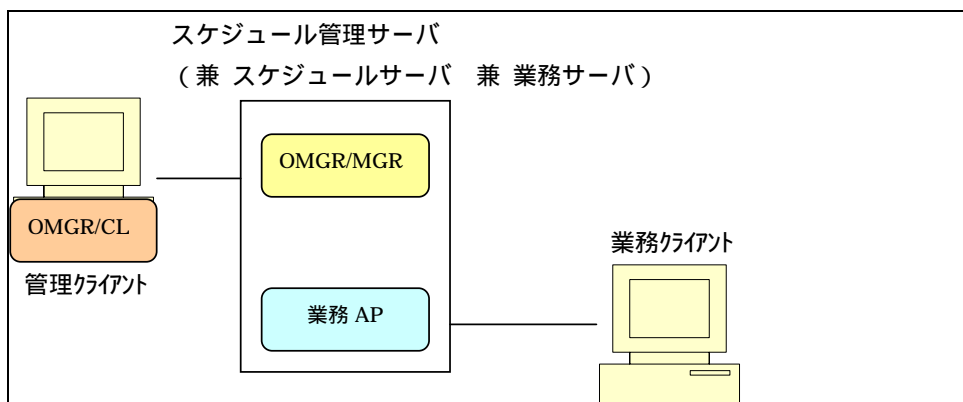 スケジュール管理サーバ
(兼 スケジュールサーバ 兼 業務サーバ)
OMGR/MGR
OMGR/CL
管理ｸﾗｲｱﾝﾄ
業務ｸﾗｲｱﾝﾄ
業務 AP